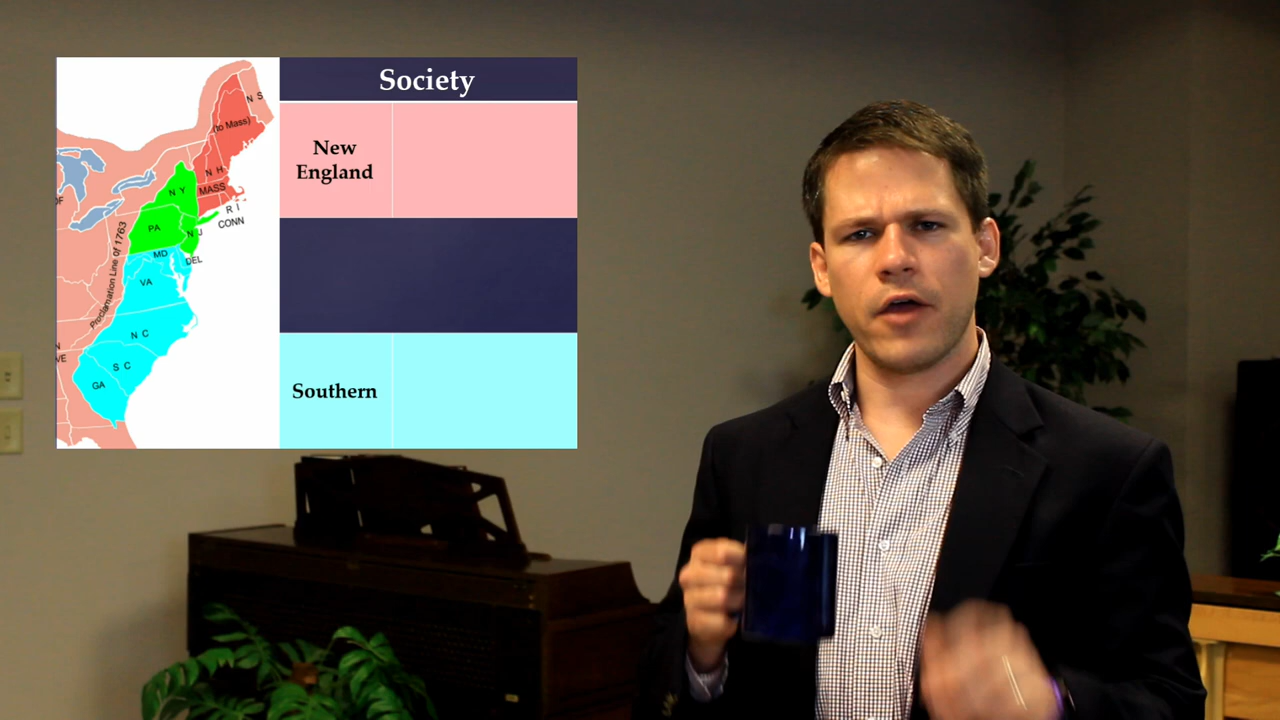 Society
New
England
Southern
N S
(to Mass)
N H
MASS
N Y
R I
CONN
PA
N J
MD
DEL
VA
Proclamation Line of 1763
N C
S C
GA